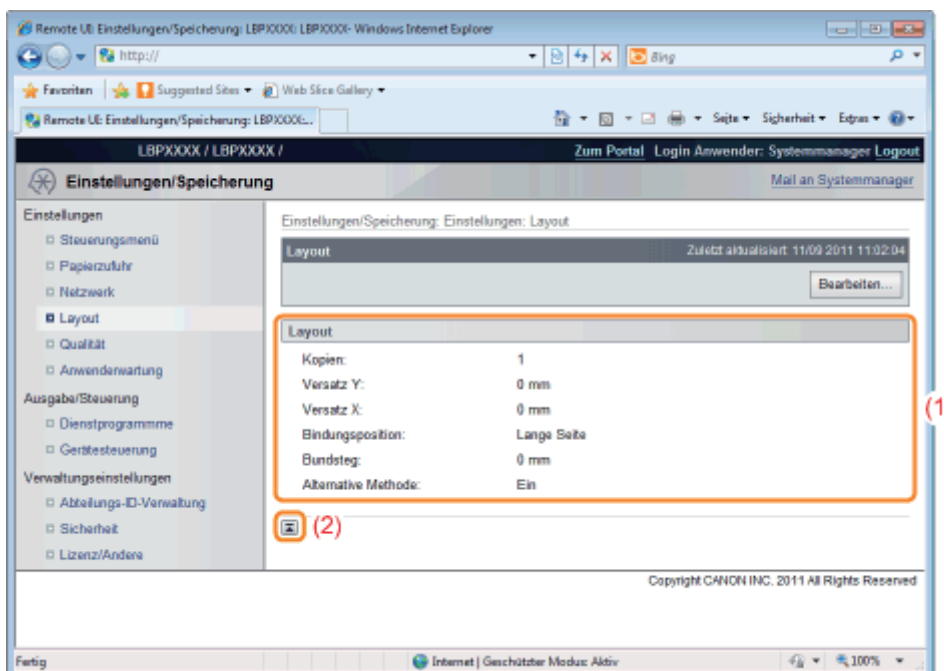 Remote UI: Einstellungen/Speicherung: LBPXXXX: LBPXXXX- Windows Internet Explorer
http://
Bing
Favoriten Suggested Sites Web Slice Gallery
Remote UI: Einstellungen/Speicherung: LBPXXXX:...
Seite Sicherheit Extras
LBPXXXX / LBPXXXX / Zum Portal Login Anwender: Systemmanager Logout
Einstellungen/Speicherung Mail an Systemmanager
Einstellungen
Steuerungsmenü
Papierzufuhr
Netzwerk
Layout
Qualität
Anwenderwartung
Ausgabe/Steuerung
Dienstprogrammme
Gerätesteuerung
Verwaltungseinstellungen
Abteilungs-ID-Verwaltung
Sicherheit
Lizenz/Andere
Einstellungen/Speicherung: Einstellungen: Layout
Layout Zuletzt aktualisiert: 11/09 2011 11:02:04
Bearbeiten...
Layout
Kopien: 1
Versatz Y: 0 mm
Versatz X: 0 mm
Bindungsposition: Lange Seite
Bundsteg: 0 mm
Alternative Methode: Ein
(1
(2)
Copyright CANON INC. 2011 All Rights Reserved
Fertig Internet | Geschützter Modus: Aktiv 100%